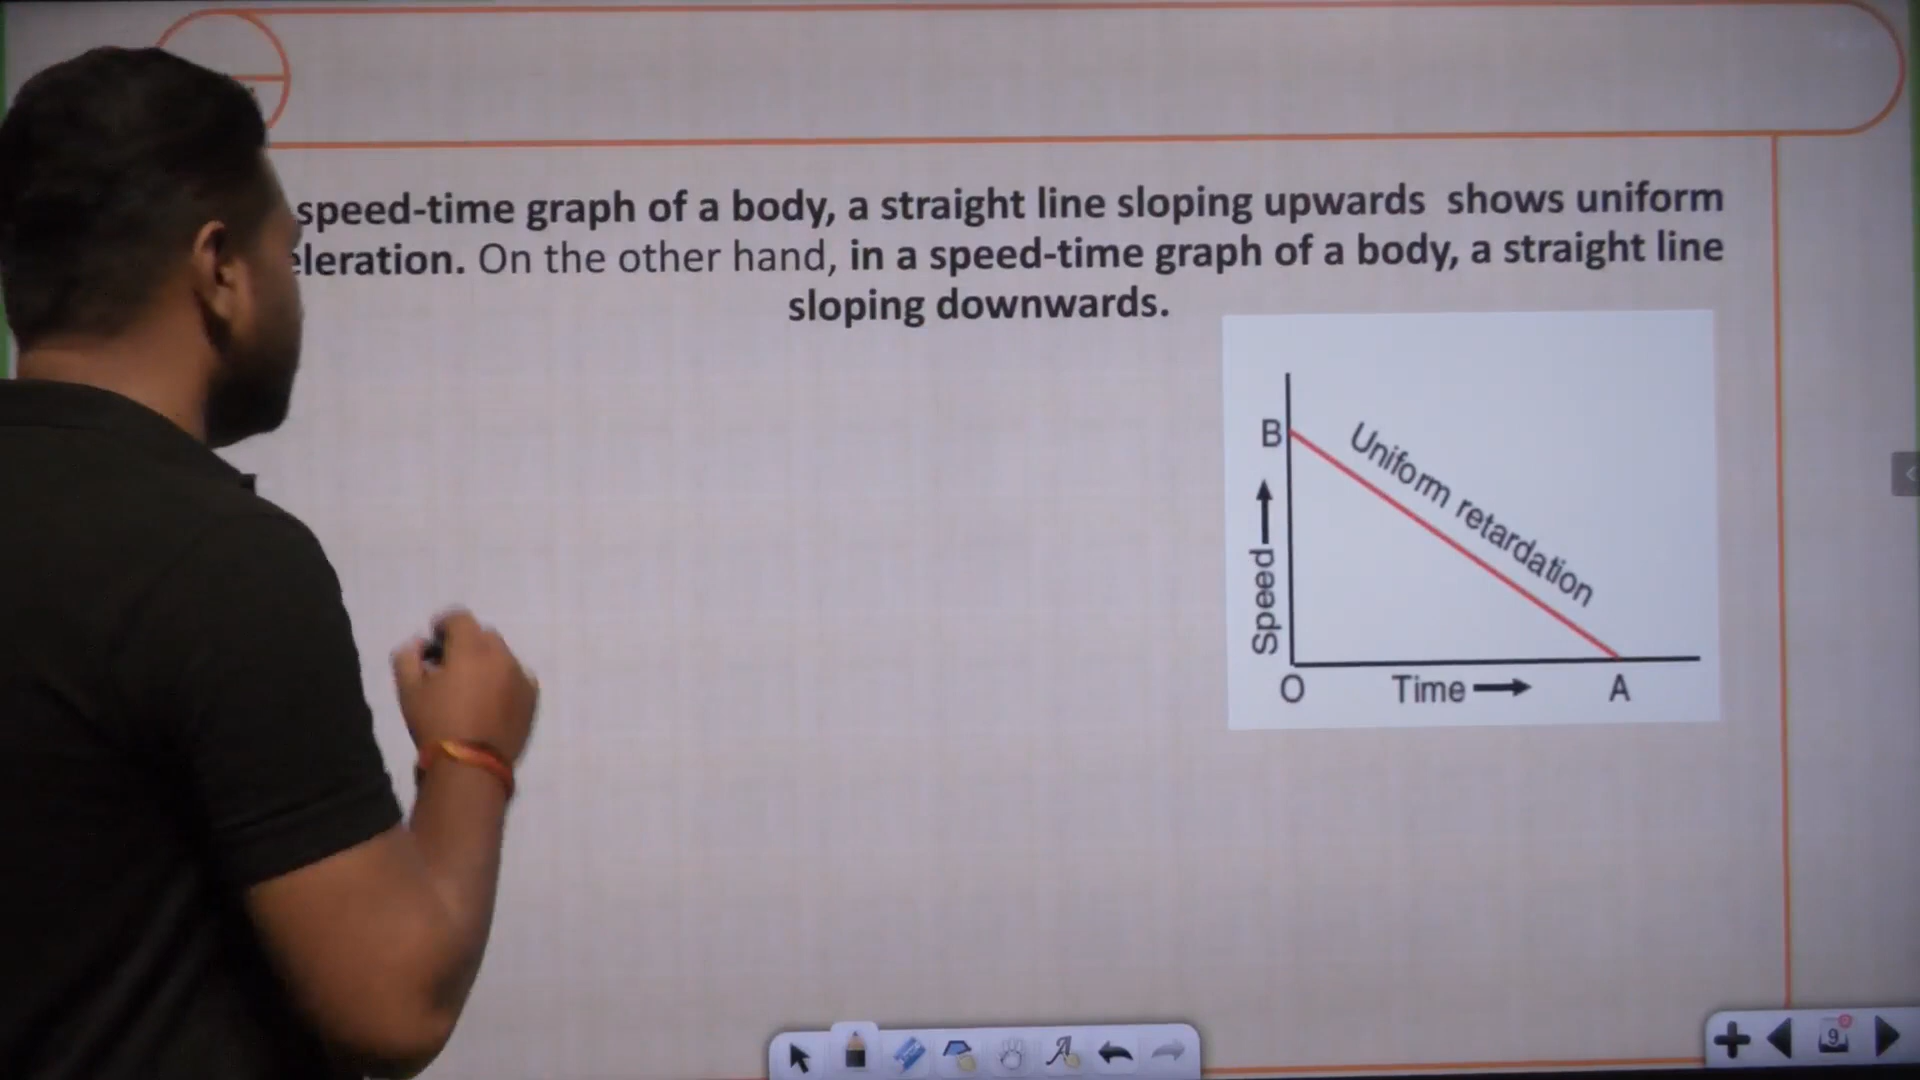 speed-time graph of a body, a straight line sloping upwards shows uniform
eleration. On the other hand, in a speed-time graph of a body, a straight line
sloping downwards.
B
Uniform retardation
Speed
O Time A
9